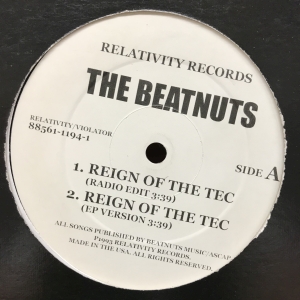 RELATIVITY RECORDS
THE BEATNUTS
RELATIVITY/VIOLATOR
88561-1194-1
SIDE A
1. REIGN OF THE TEC
(RADIO EDIT 3:39)
2. REIGN OF THE TEC
(EP VERSION 3:39)
ALL SONGS PUBLISHED BY BEATNUTS MUSIC/ASCAP
P1993 RELATIVITY RECORDS.
MADE IN THE USA. ALL RIGHTS RESERVED.